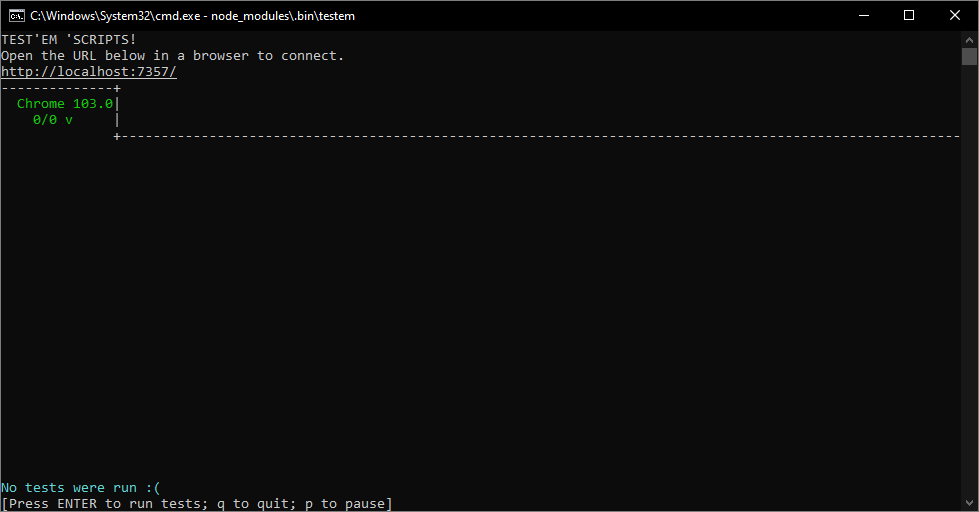 C:\Windows\System32\cmd.exe - node_modules\.bin\testem
TEST'EM 'SCRIPTS!
Open the URL below in a browser to connect.
http://localhost:7357/
--------------+
Chrome 103.0|
0/0 v |
+---------------------------------------------------------------------------------------------------------
No tests were run :(
[Press ENTER to run tests; q to quit; p to pause]